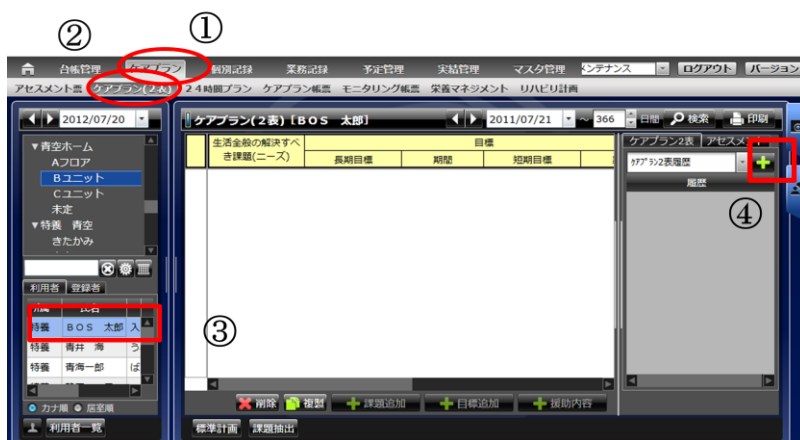 ① ②
台帳管理 ケアプラン 個別記録 業務記録 予定管理 実績管理 マスタ管理 ンテナンス ログアウト バージョン
アセスメント票 ケアプラン(2表) 24時間プラン ケアプラン帳票 モニタリング帳票 栄養マネジメント リハビリ計画
2012/07/20
▼青空ホーム
Aフロア
Bユニット
Cユニット
未定
▼特養 青空
きたかみ
利用者 登録者
氏名
特養 BOS 太郎 入
特養 青井 海 う
特養 青海一郎 ば
カナ順 居室順
利用者一覧
ケアプラン(2表) [BOS 太郎] 2011/07/21 ~ 366 日間 検索 印刷
生活全般の解決すべき課題(ニーズ) 目標
長期目標 期間 短期目標
③
削除 複製 課題追加 目標追加 援助内容
標準計画 課題抽出
ケアプラン2表 アセスメント
ケアプラン2表履歴
履歴
④